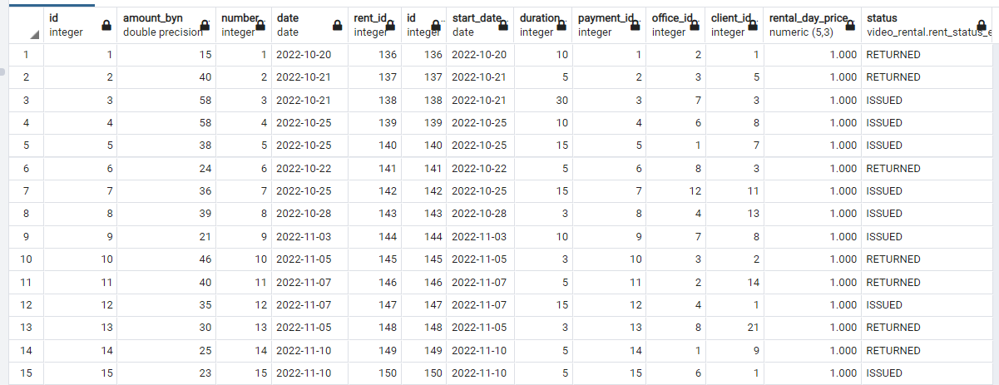 id amount_byn number date rent_id id start_date duration payment_id office_id client_id rental_day_price status
integer double precision integer date integer integer date integer integer integer integer numeric (5,3) video_rental.rent_status_e
1 1 15 1 2022-10-20 136 136 2022-10-20 10 1 2 1 1.000 RETURNED
2 2 40 2 2022-10-21 137 137 2022-10-21 5 2 3 5 1.000 RETURNED
3 3 58 3 2022-10-21 138 138 2022-10-21 30 3 7 3 1.000 ISSUED
4 4 58 4 2022-10-25 139 139 2022-10-25 10 4 6 8 1.000 ISSUED
5 5 38 5 2022-10-25 140 140 2022-10-25 15 5 1 7 1.000 ISSUED
6 6 24 6 2022-10-22 141 141 2022-10-22 5 6 8 3 1.000 RETURNED
7 7 36 7 2022-10-25 142 142 2022-10-25 15 7 12 11 1.000 ISSUED
8 8 39 8 2022-10-28 143 143 2022-10-28 3 8 4 13 1.000 ISSUED
9 9 21 9 2022-11-03 144 144 2022-11-03 10 9 7 8 1.000 ISSUED
10 10 46 10 2022-11-05 145 145 2022-11-05 3 10 3 2 1.000 RETURNED
11 11 40 11 2022-11-07 146 146 2022-11-07 5 11 2 14 1.000 RETURNED
12 12 35 12 2022-11-07 147 147 2022-11-07 15 12 4 1 1.000 ISSUED
13 13 30 13 2022-11-05 148 148 2022-11-05 3 13 8 21 1.000 RETURNED
14 14 25 14 2022-11-10 149 149 2022-11-10 5 14 1 9 1.000 RETURNED
15 15 23 15 2022-11-10 150 150 2022-11-10 5 15 6 1 1.000 ISSUED